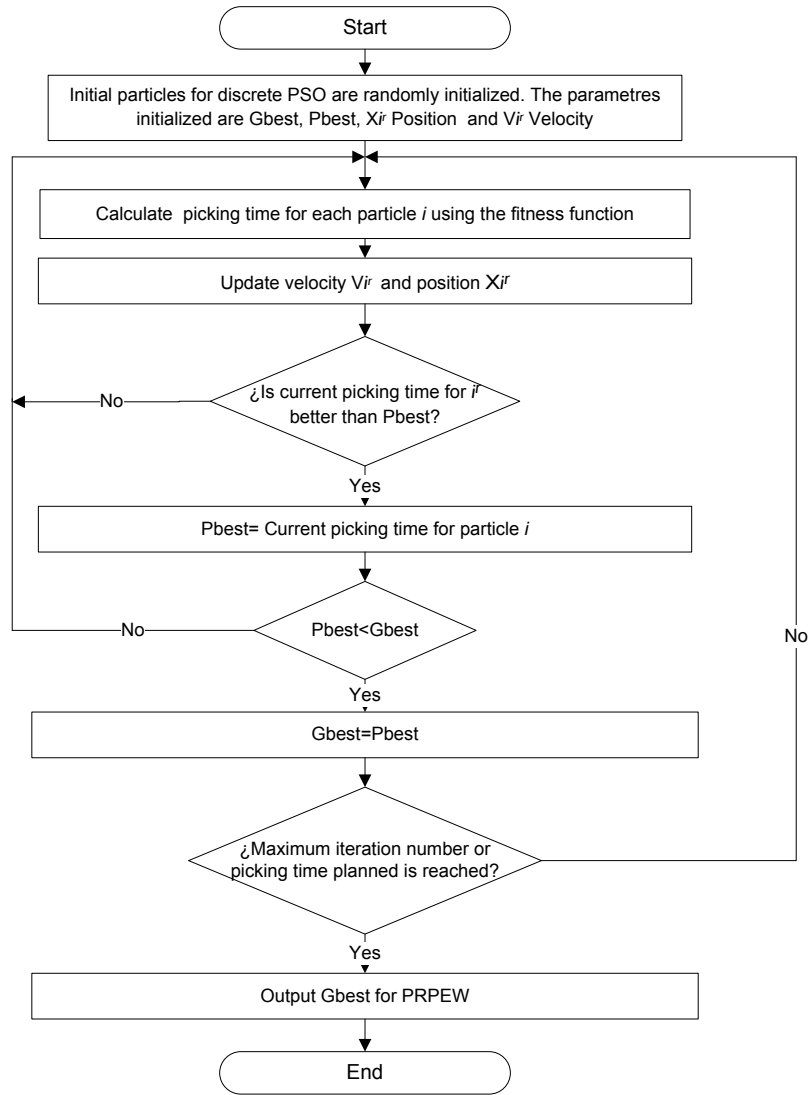 Start
Initial particles for discrete PSO are randomly initialized. The parametres
initialized are Gbest, Pbest, Xiʳ Position and Viʳ Velocity
Calculate picking time for each particle i using the fitness function
Update velocity Viʳ and position Xiʳ
¿Is current picking time for iʳ
better than Pbest?
No
Yes
Pbest= Current picking time for particle i
Pbest<Gbest
No
No
Yes
Gbest=Pbest
¿Maximum iteration number or
picking time planned is reached?
Yes
Output Gbest for PRPEW
End